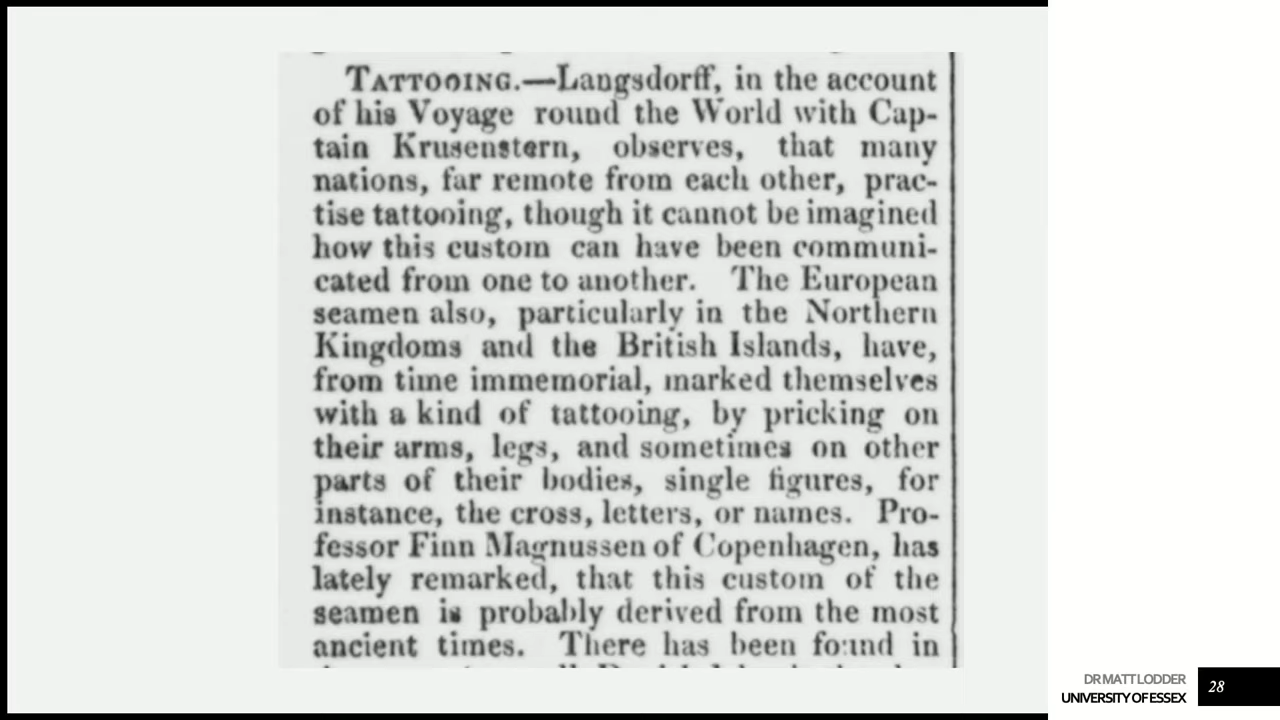 TATTOOING.—Langsdorff, in the account
of his Voyage round the World with Cap-
tain Krusenstern, observes, that many
nations, far remote from each other, prac-
tise tattooing, though it cannot be imagined
how this custom can have been communi-
cated from one to another. The European
seamen also, particularly in the Northern
Kingdoms and the British Islands, have,
from time immemorial, marked themselves
with a kind of tattooing, by pricking on
their arms, legs, and sometimes on other
parts of their bodies, single figures, for
instance, the cross, letters, or names. Pro-
fessor Finn Magnussen of Copenhagen, has
lately remarked, that this custom of the
seamen is probably derived from the most
ancient times. There has been found in
DR MATT LODDER
UNIVERSITY OF ESSEX
28